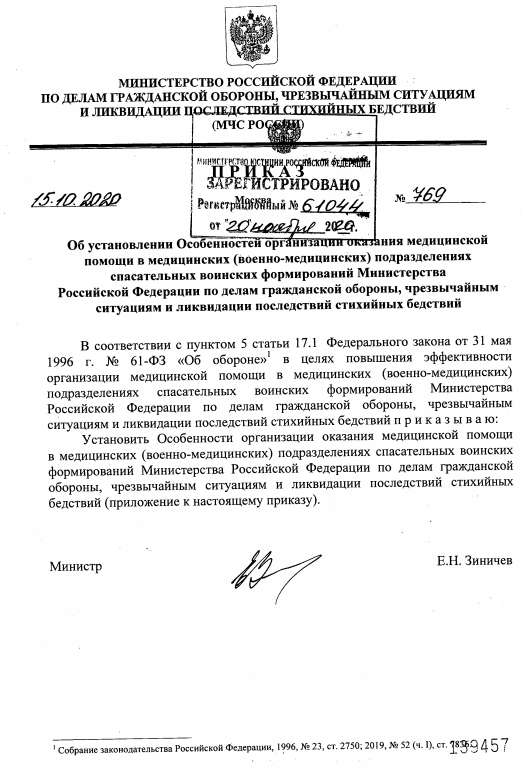 МИНИСТЕРСТВО РОССИЙСКОЙ ФЕДЕРАЦИИ
ПО ДЕЛАМ ГРАЖДАНСКОЙ ОБОРОНЫ, ЧРЕЗВЫЧАЙНЫМ СИТУАЦИЯМ
И ЛИКВИДАЦИИ ПОСЛЕДСТВИЙ СТИХИЙНЫХ БЕДСТВИЙ
(МЧС РОССИИ)
МИНИСТЕРСТВО ЮСТИЦИИ РОССИЙСКОЙ ФЕДЕРАЦИИ
ПРИКАЗ
ЗАРЕГИСТРИРОВАНО
15.10.2020 Москва № 769
Регистрационный № 61044
от "20" ноября 2020.
Об установлении Особенностей организации оказания медицинской
помощи в медицинских (военно-медицинских) подразделениях
спасательных воинских формирований Министерства
Российской Федерации по делам гражданской обороны, чрезвычайным
ситуациям и ликвидации последствий стихийных бедствий
В соответствии с пунктом 5 статьи 17.1 Федерального закона от 31 мая
1996 г. № 61-ФЗ «Об обороне»¹ в целях повышения эффективности
организации медицинской помощи в медицинских (военно-медицинских)
подразделениях спасательных воинских формирований Министерства
Российской Федерации по делам гражданской обороны, чрезвычайным
ситуациям и ликвидации последствий стихийных бедствий п р и к а з ы в а ю:
Установить Особенности организации оказания медицинской помощи
в медицинских (военно-медицинских) подразделениях спасательных воинских
формирований Министерства Российской Федерации по делам гражданской
обороны, чрезвычайным ситуациям и ликвидации последствий стихийных
бедствий (приложение к настоящему приказу).
Министр Е.Н. Зиничев
¹ Собрание законодательства Российской Федерации, 1996, № 23, ст. 2750; 2019, № 52 (ч. I), ст.
139457